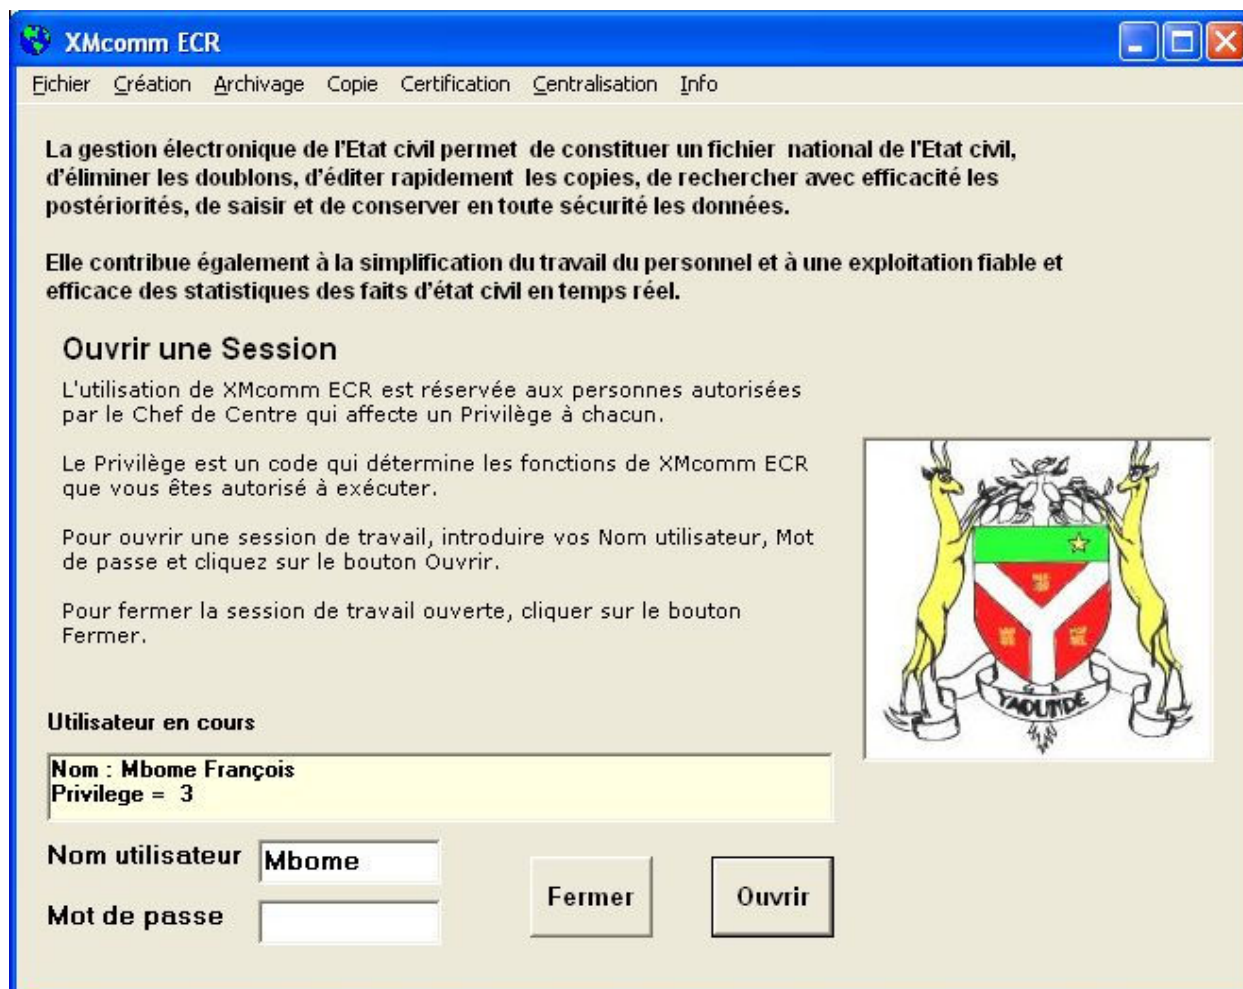 XMcomm ECR
Fichier Création Archivage Copie Certification Centralisation Info
La gestion électronique de l'Etat civil permet de constituer un fichier national de l'Etat civil,
d'éliminer les doublons, d'éditer rapidement les copies, de rechercher avec efficacité les
postériorités, de saisir et de conserver en toute sécurité les données.
Elle contribue également à la simplification du travail du personnel et à une exploitation fiable et
efficace des statistiques des faits d'état civil en temps réel.
Ouvrir une Session
L'utilisation de XMcomm ECR est réservée aux personnes autorisées
par le Chef de Centre qui affecte un Privilège à chacun.
Le Privilège est un code qui détermine les fonctions de XMcomm ECR
que vous êtes autorisé à exécuter.
Pour ouvrir une session de travail, introduire vos Nom utilisateur, Mot
de passe et cliquez sur le bouton Ouvrir.
Pour fermer la session de travail ouverte, cliquer sur le bouton
Fermer.
YAOUNDE
Utilisateur en cours
Nom : Mbome François
Privilege = 3
Nom utilisateur Mbome
Mot de passe
Fermer Ouvrir